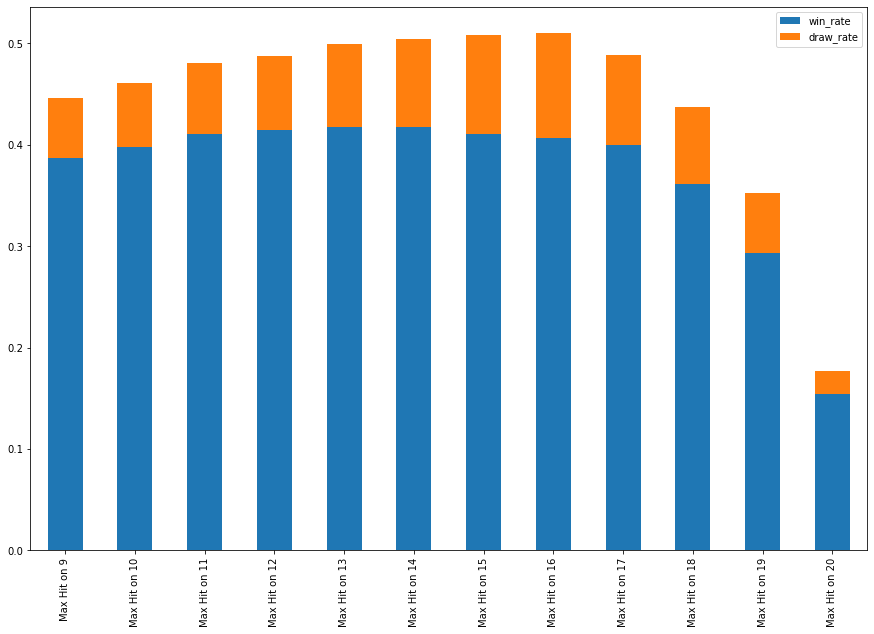 win_rate
draw_rate
0.5
0.4
0.3
0.2
0.1
0.0
Max Hit on 9
Max Hit on 10
Max Hit on 11
Max Hit on 12
Max Hit on 13
Max Hit on 14
Max Hit on 15
Max Hit on 16
Max Hit on 17
Max Hit on 18
Max Hit on 19
Max Hit on 20